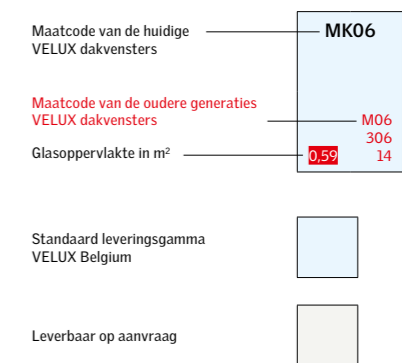 Maatcode van de huidige
VELUX dakvensters
MK06
Maatcode van de oudere generaties
VELUX dakvensters
M06
306
14
Glasoppervlakte in m²
0,59
Standaard leveringsgamma
VELUX Belgium
Leverbaar op aanvraag